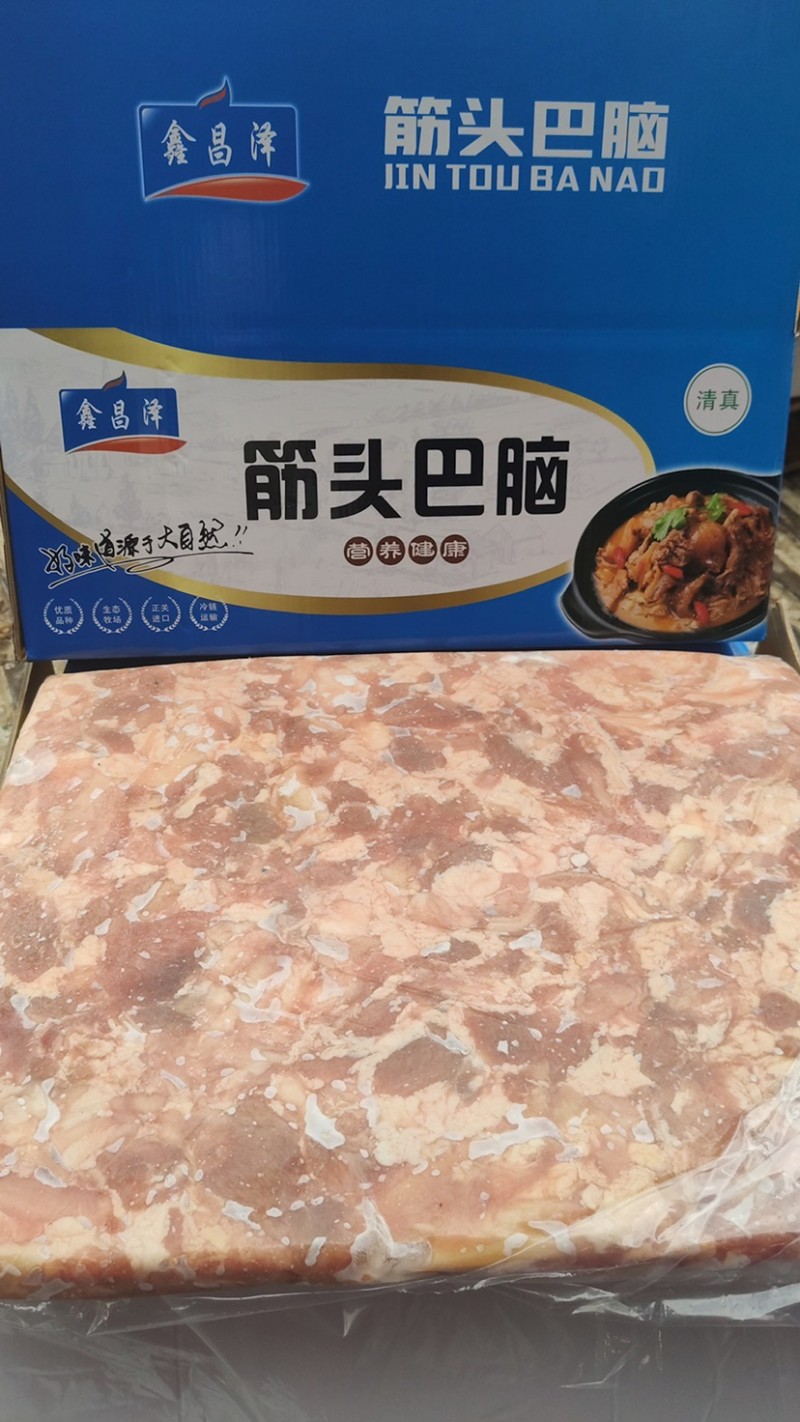 鑫昌泽
筋头巴脑
JIN TOU BA NAO
清真
鑫昌泽
筋头巴脑
营养健康
好味道源于大自然!!
优质
品种
生态
牧场
正关
进口
冷链
运输